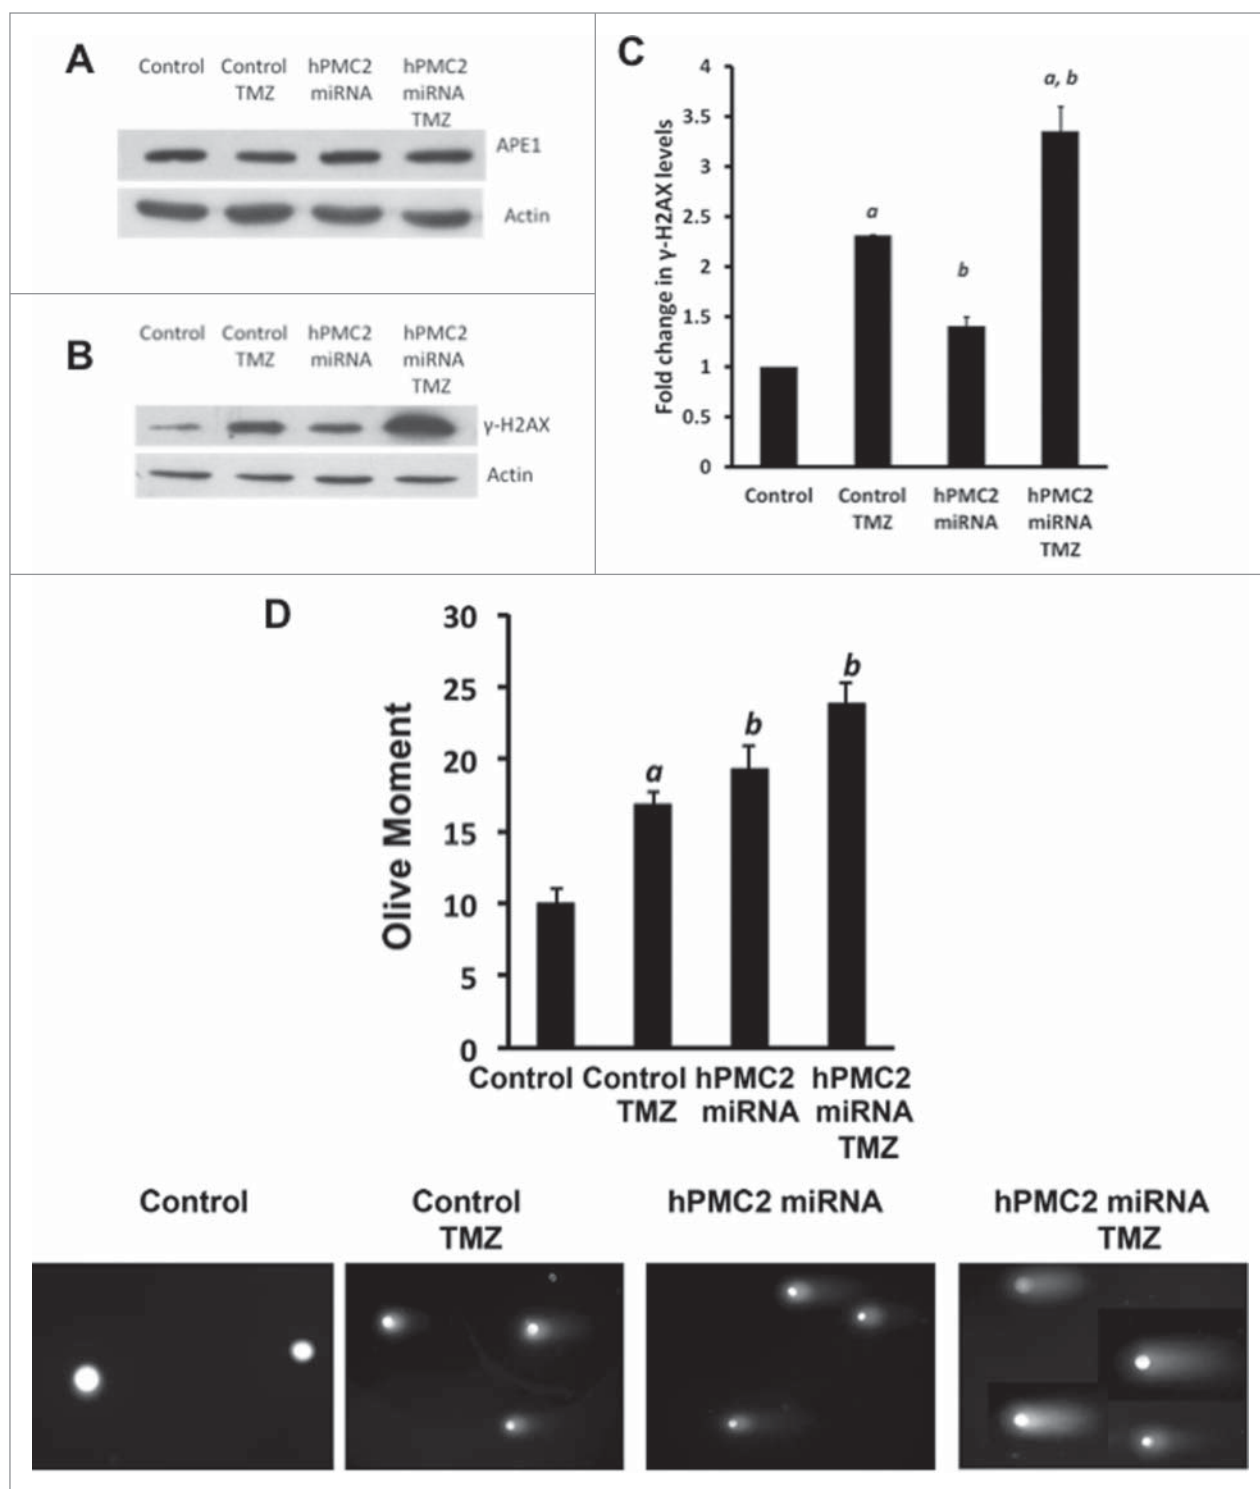 A
Control Control hPMC2 hPMC2
TMZ miRNA miRNA
TMZ
APE1
Actin
B
Control Control hPMC2 hPMC2
TMZ miRNA miRNA
TMZ
γ-H2AX
Actin
C
Fold change in γ-H2AX levels
4
3.5
3
2.5
2
1.5
1
0.5
0
a
b
a, b
Control Control hPMC2 hPMC2
TMZ miRNA miRNA
TMZ
D
Olive Moment
30
25
20
15
10
5
0
a
b
b
Control Control hPMC2 hPMC2
TMZ miRNA miRNA
TMZ
Control Control hPMC2 miRNA hPMC2 miRNA
TMZ TMZ